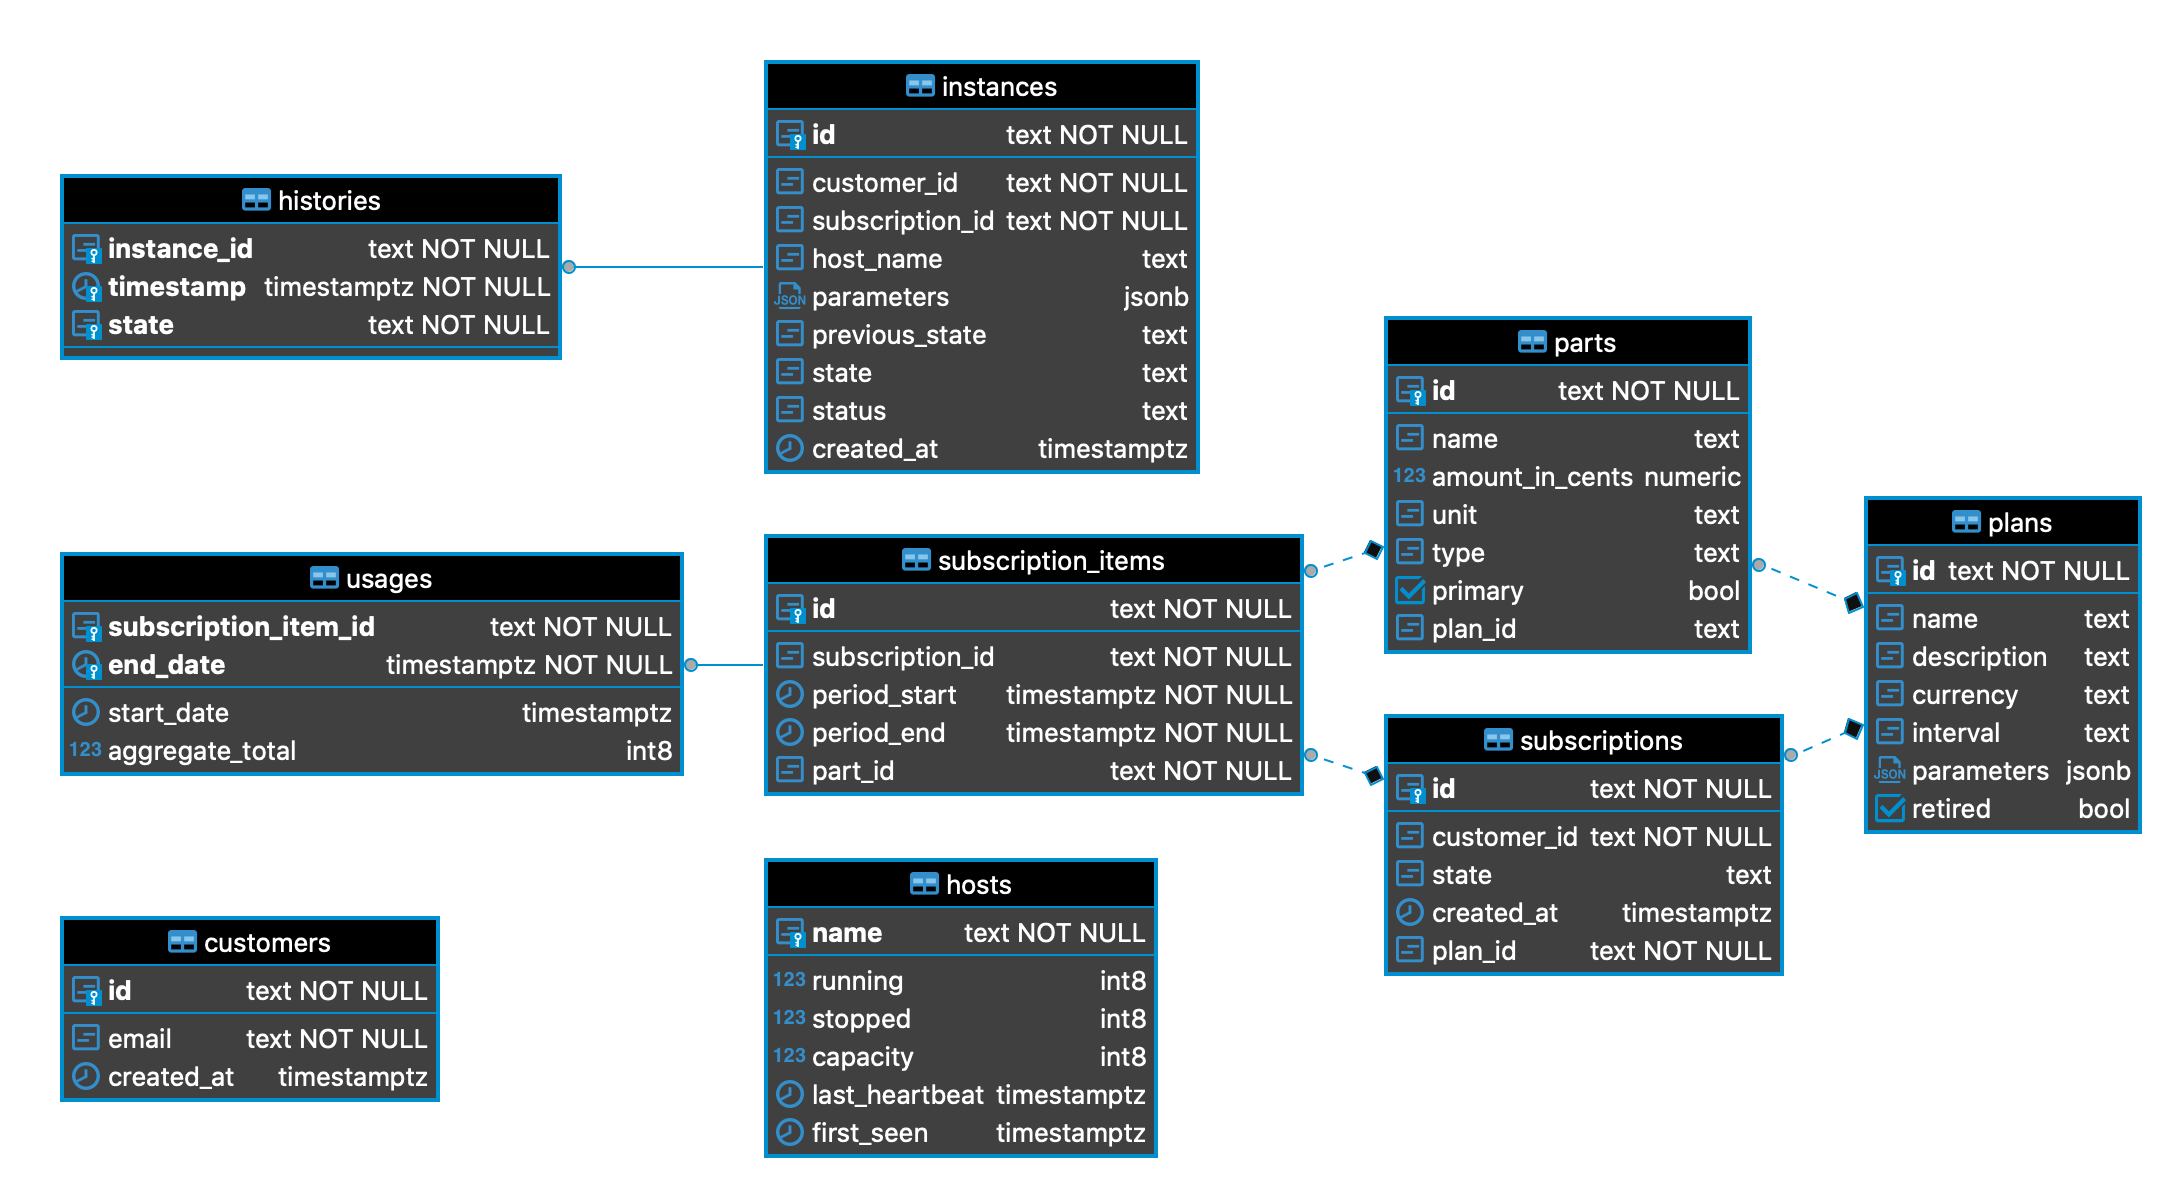 instances
id text NOT NULL
customer_id text NOT NULL
subscription_id text NOT NULL
host_name text
JSON parameters jsonb
previous_state text
state text
status text
created_at timestamptz
histories
instance_id text NOT NULL
timestamp timestamptz NOT NULL
state text NOT NULL
parts
id text NOT NULL
name text
123 amount_in_cents numeric
unit text
type text
primary bool
plan_id text
plans
id text NOT NULL
name text
description text
currency text
interval text
JSON parameters jsonb
retired bool
usages
subscription_item_id text NOT NULL
end_date timestamptz NOT NULL
start_date timestamptz
123 aggregate_total int8
subscription_items
id text NOT NULL
subscription_id text NOT NULL
period_start timestamptz NOT NULL
period_end timestamptz NOT NULL
part_id text NOT NULL
subscriptions
id text NOT NULL
customer_id text NOT NULL
state text
created_at timestamptz
plan_id text NOT NULL
customers
id text NOT NULL
email text NOT NULL
created_at timestamptz
hosts
name text NOT NULL
123 running int8
123 stopped int8
123 capacity int8
last_heartbeat timestamptz
first_seen timestamptz